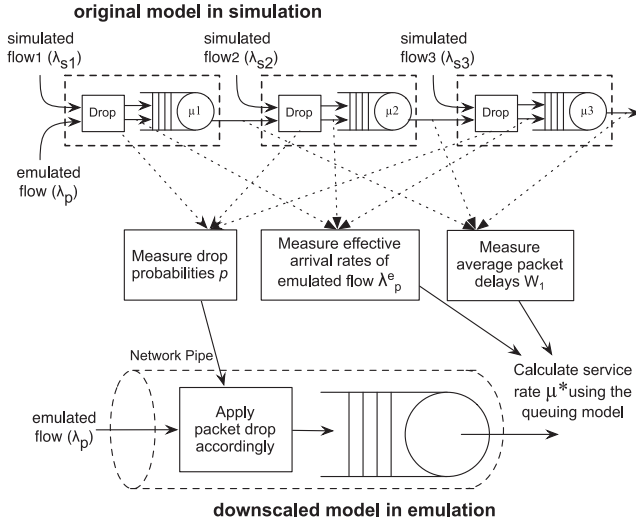 original model in simulation
simulated
flow1 (λs1)
simulated
flow2 (λs2)
simulated
flow3 (λs3)
Drop
μ1
Drop
μ2
Drop
μ3
emulated
flow (λp)
Measure drop
probabilities p
Measure effective
arrival rates of
emulated flow λᵉp
Measure
average packet
delays W1
Network Pipe
Calculate service
rate μ* using the
queuing model
emulated
flow (λp)
Apply
packet drop
accordingly
downscaled model in emulation